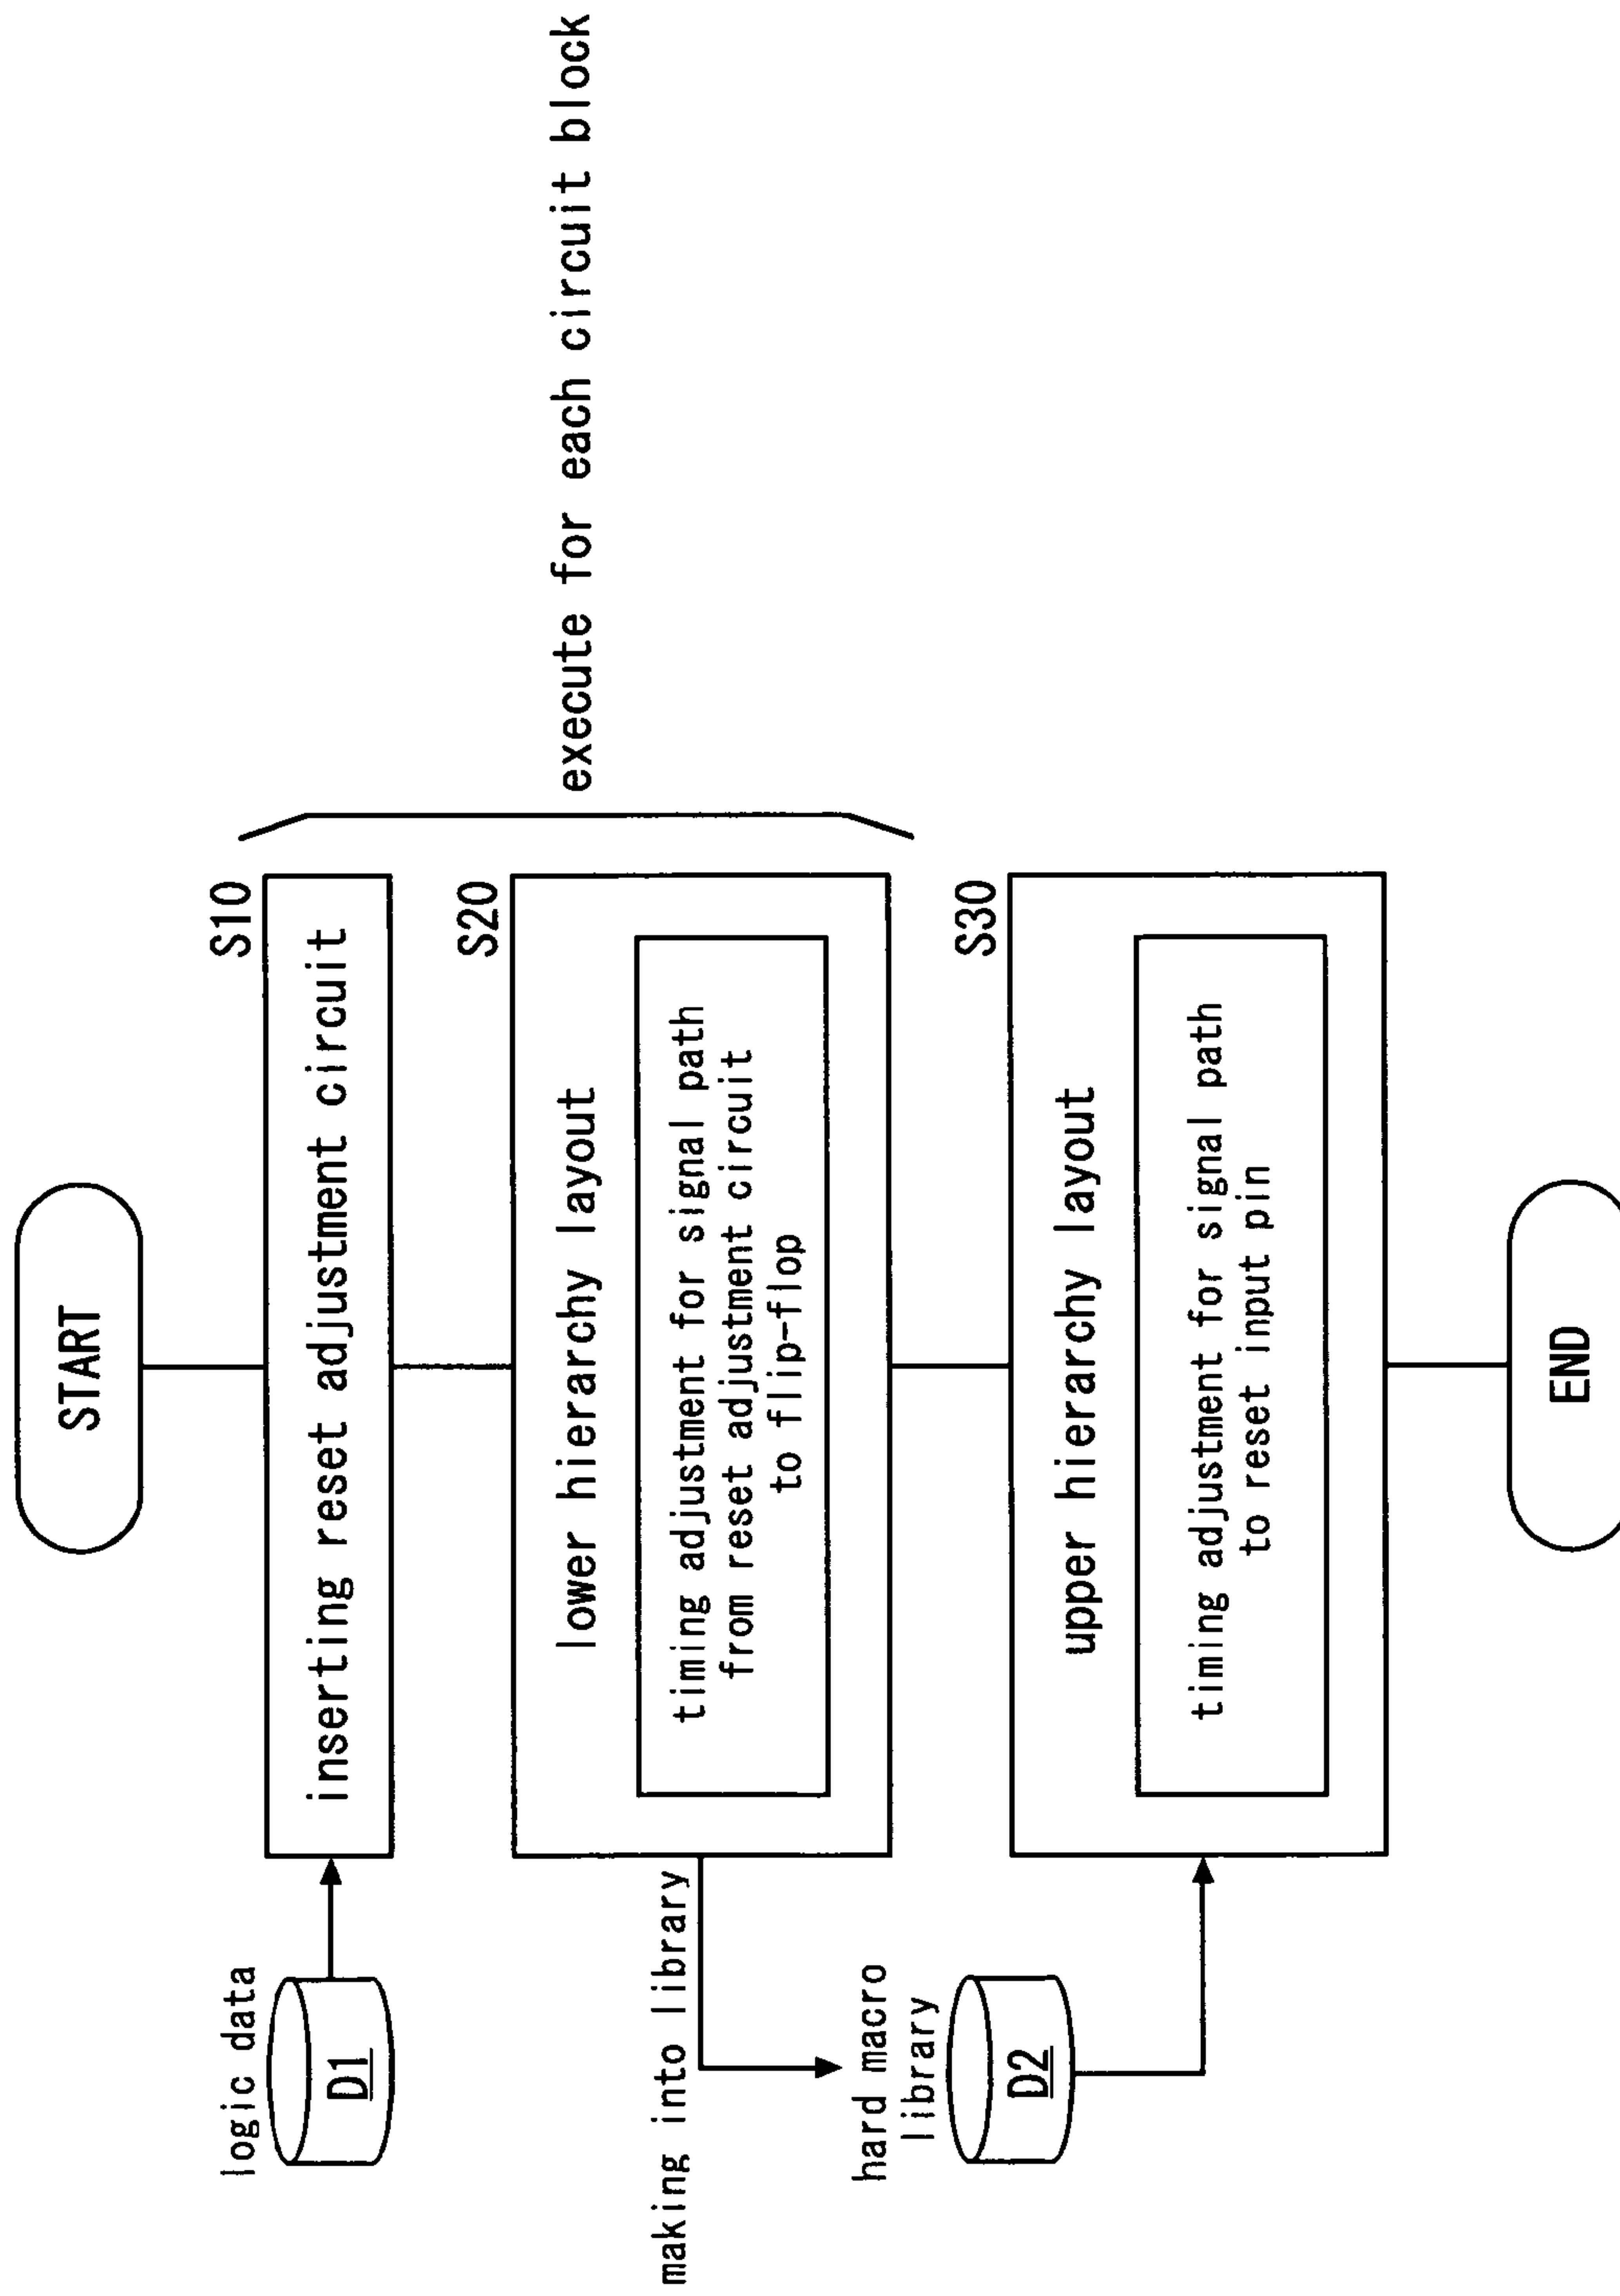 START
S10
logic data
D1
inserting reset adjustment circuit
execute for each circuit block
S20
lower hierarchy layout
timing adjustment for signal path
from reset adjustment circuit
to flip-flop
making into library
hard macro
library
D2
S30
upper hierarchy layout
timing adjustment for signal path
to reset input pin
END